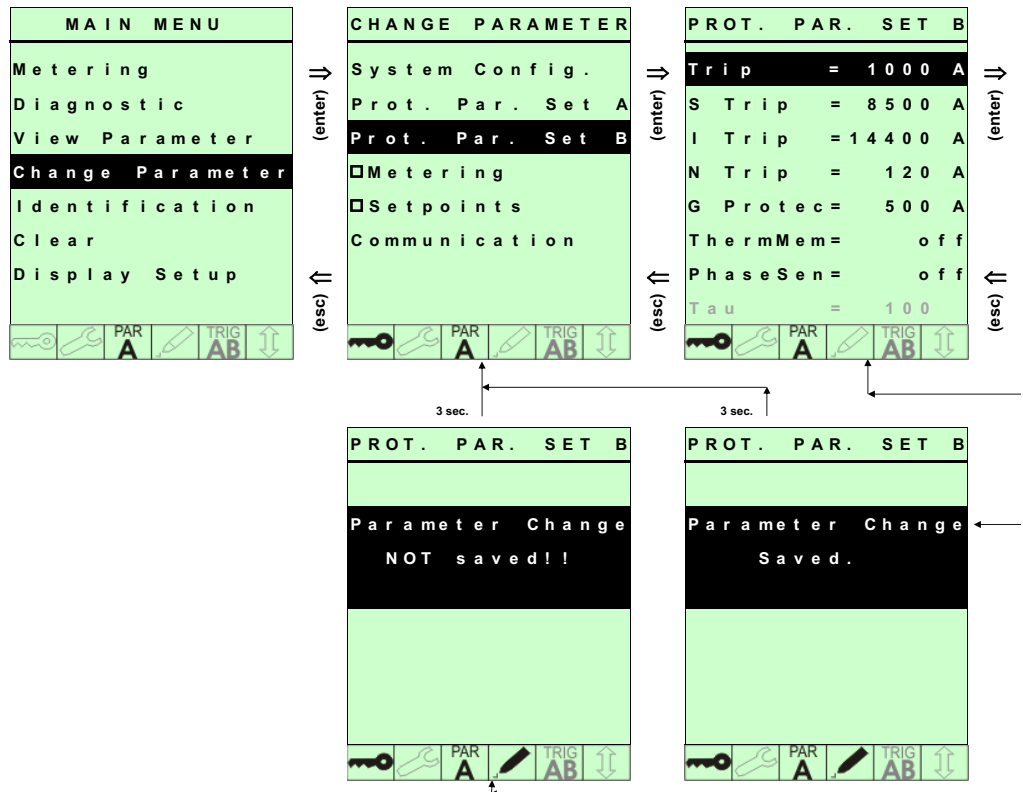 MAIN MENU
Metering
Diagnostic
View Parameter
Change Parameter
Identification
Clear
Display Setup
PAR
A
TRIG
AB
(enter)
(esc)
CHANGE PARAMETER
System Config.
Prot. Par. Set A
Prot. Par. Set B
Metering
Setpoints
Communication
PAR
A
TRIG
AB
(enter)
(esc)
PROT. PAR. SET B
Trip = 1000 A
S Trip = 8500 A
I Trip =14400 A
N Trip = 120 A
G Protec= 500 A
ThermMem= off
PhaseSen= off
Tau = 100
PAR
A
TRIG
AB
(enter)
(esc)
3 sec.
3 sec.
PROT. PAR. SET B
Parameter Change
NOT saved!!
PAR
A
TRIG
AB
PROT. PAR. SET B
Parameter Change
Saved.
PAR
A
TRIG
AB